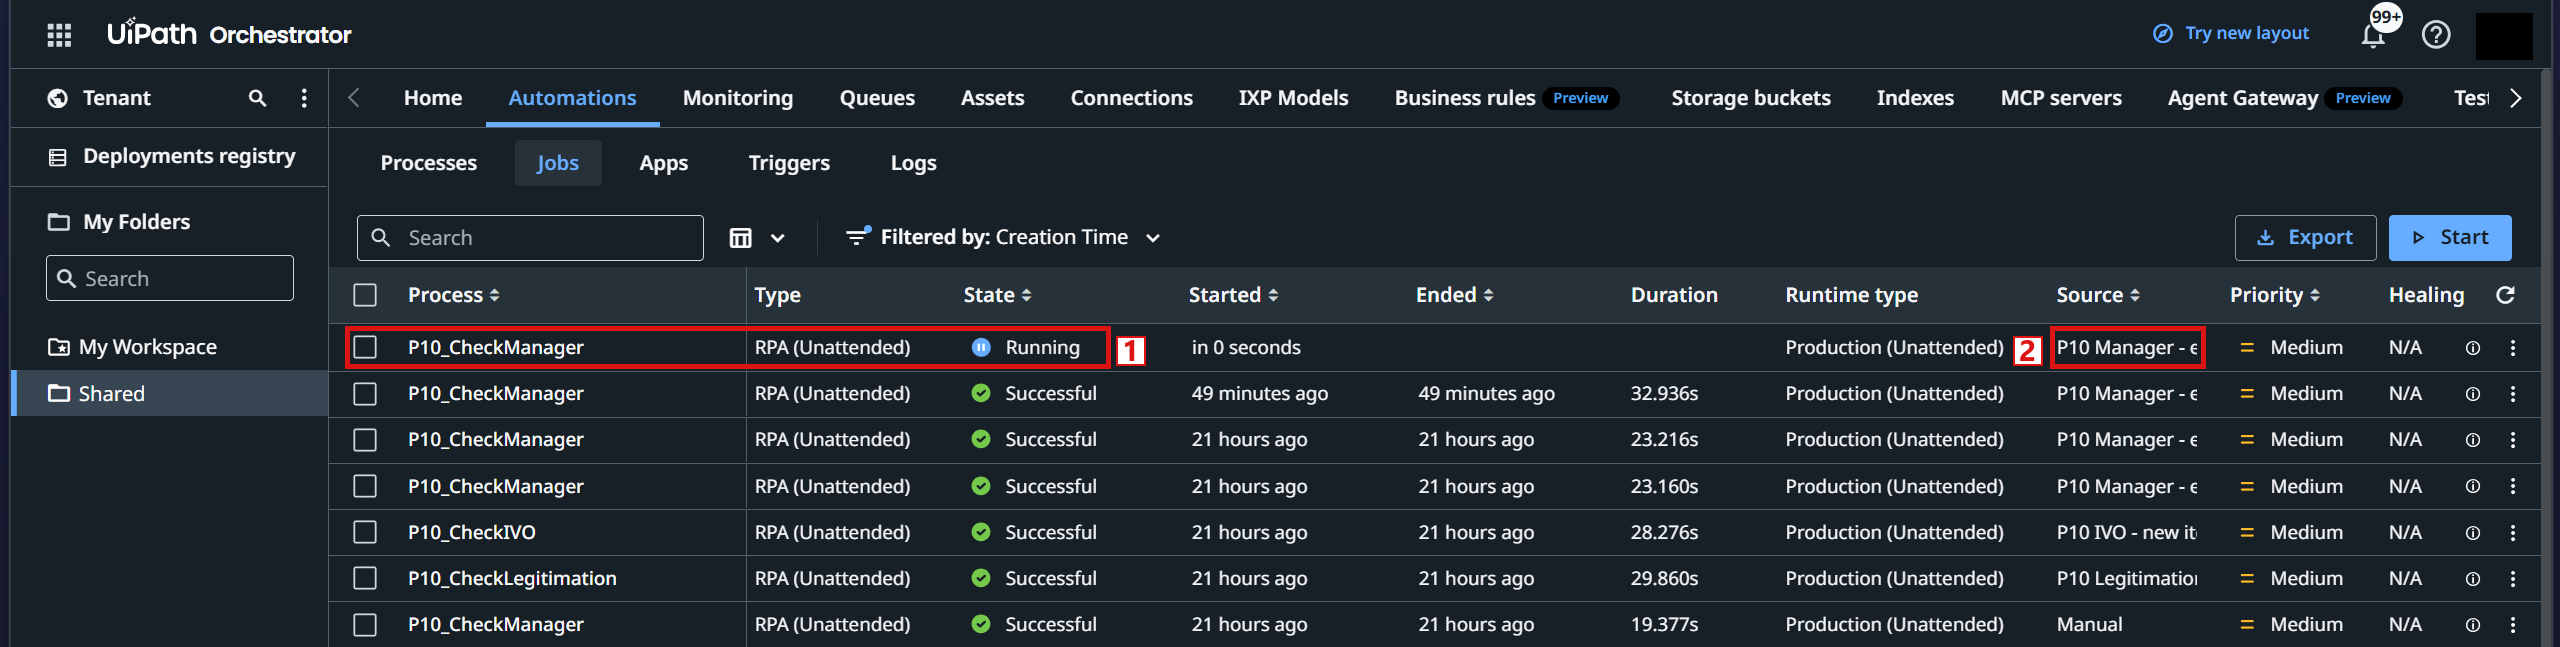 UiPath Orchestrator Try new layout 99+
Tenant Home Automations Monitoring Queues Assets Connections IXP Models Business rules Preview Storage buckets Indexes MCP servers Agent Gateway Preview Test
Deployments registry Processes Jobs Apps Triggers Logs
My Folders Search Filtered by: Creation Time Export Start
Search
Process Type State Started Ended Duration Runtime type Source Priority Healing
My Workspace P10_CheckManager RPA (Unattended) Running 1 in 0 seconds Production (Unattended) 2 P10 Manager - e Medium N/A
Shared P10_CheckManager RPA (Unattended) Successful 49 minutes ago 49 minutes ago 32.936s Production (Unattended) P10 Manager - e Medium N/A
P10_CheckManager RPA (Unattended) Successful 21 hours ago 21 hours ago 23.216s Production (Unattended) P10 Manager - e Medium N/A
P10_CheckManager RPA (Unattended) Successful 21 hours ago 21 hours ago 23.160s Production (Unattended) P10 Manager - e Medium N/A
P10_CheckIVO RPA (Unattended) Successful 21 hours ago 21 hours ago 28.276s Production (Unattended) P10 IVO - new it Medium N/A
P10_CheckLegitimation RPA (Unattended) Successful 21 hours ago 21 hours ago 29.860s Production (Unattended) P10 Legitimation Medium N/A
P10_CheckManager RPA (Unattended) Successful 21 hours ago 21 hours ago 19.377s Production (Unattended) Manual Medium N/A